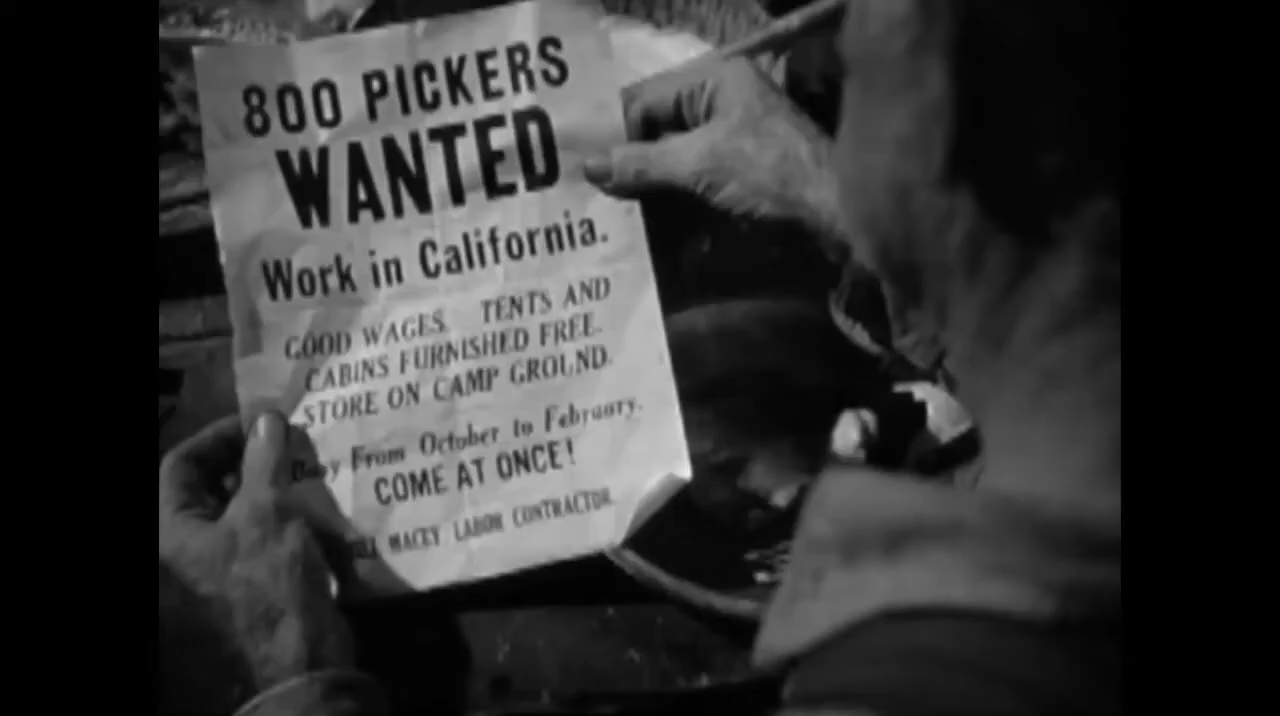 800 PICKERS
WANTED
Work in California.
GOOD WAGES. TENTS AND
CABINS FURNISHED FREE.
STORE ON CAMP GROUND.
From October to February.
COME AT ONCE!
MACEY LABOR CONTRACTOR